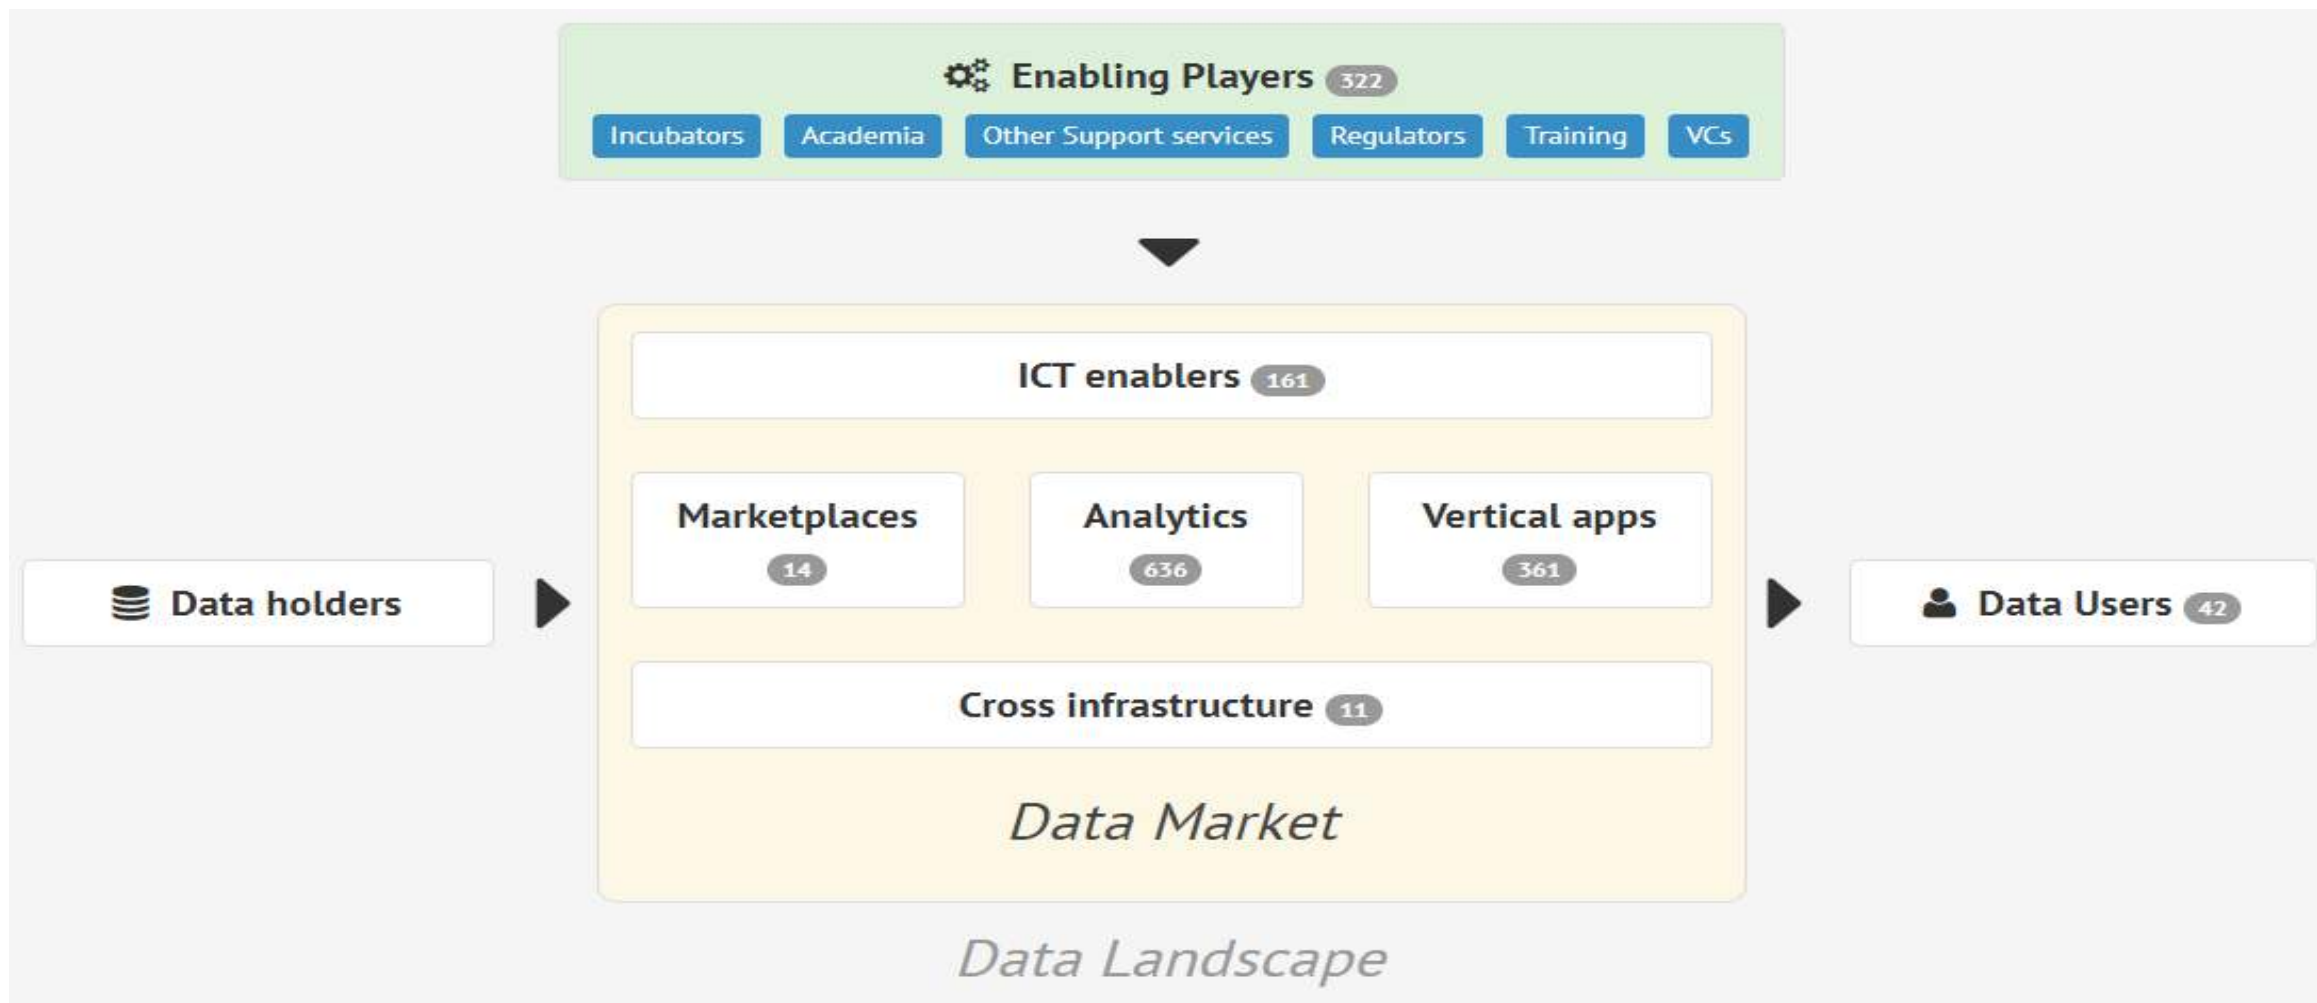 Enabling Players 322
Incubators Academia Other Support services Regulators Training VCs
ICT enablers 161
Marketplaces Analytics Vertical apps
14 636 361
Data holders
Data Users 42
Cross infrastructure 11
Data Market
Data Landscape